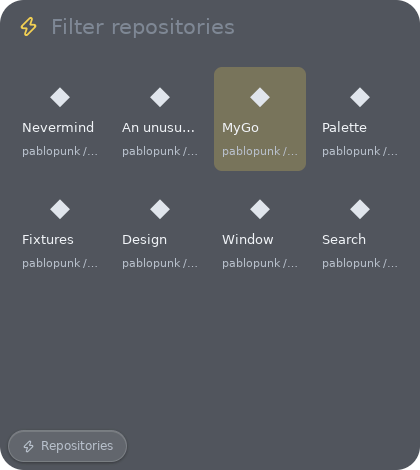 Filter repositories
Nevermind An unusu... MyGo Palette
pablopunk /... pablopunk /... pablopunk /... pablopunk /...
Fixtures Design Window Search
pablopunk /... pablopunk /... pablopunk /... pablopunk /...
Repositories